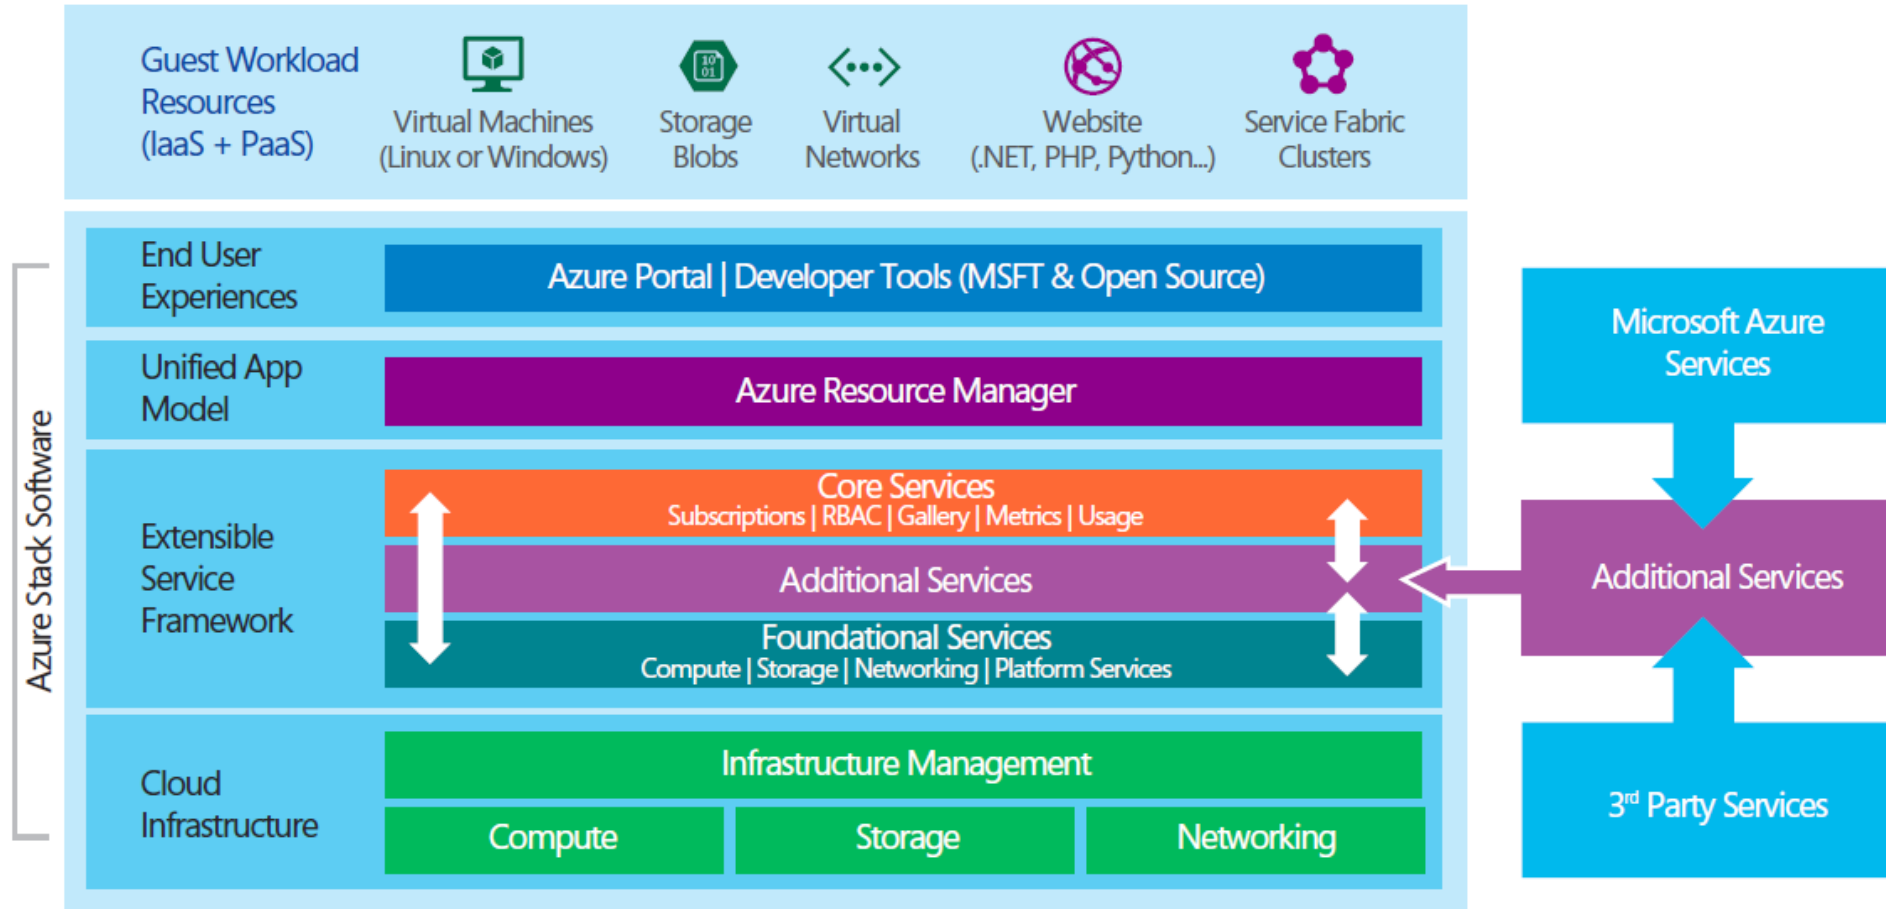 Guest Workload
Resources
(IaaS + PaaS)
Virtual Machines
(Linux or Windows)
Storage
Blobs
10
01
Virtual
Networks
Website
(.NET, PHP, Python...)
Service Fabric
Clusters
Azure Stack Software
End User
Experiences
Azure Portal | Developer Tools (MSFT & Open Source)
Unified App
Model
Azure Resource Manager
Extensible
Service
Framework
Core Services
Subscriptions | RBAC | Gallery | Metrics | Usage
Additional Services
Foundational Services
Compute | Storage | Networking | Platform Services
Cloud
Infrastructure
Infrastructure Management
Compute
Storage
Networking
Microsoft Azure
Services
Additional Services
3rd Party Services